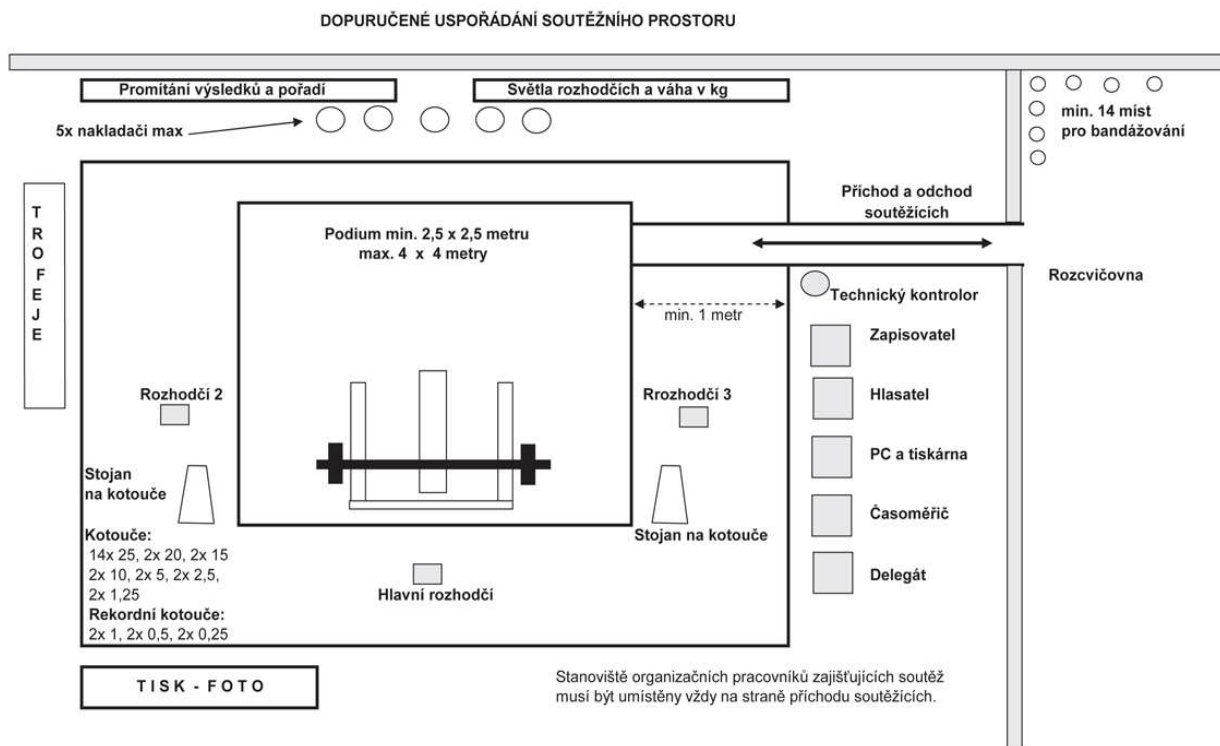 DOPURUČENÉ USPOŘÁDÁNÍ SOUTĚŽNÍHO PROSTORU
Promítání výsledků a pořadí
Světla rozhodčích a váha v kg
5x nakladači max
min. 14 míst
pro bandážování
TROFEJE
Podium min. 2,5 x 2,5 metru
max. 4 x 4 metry
Příchod a odchod
soutěžících
Rozcvičovna
min. 1 metr
Technický kontrolor
Zapisovatel
Rozhodčí 2
Rrozhodčí 3
Hlasatel
PC a tiskárna
Stojan
na kotouče
Časoměřič
Stojan na kotouče
Kotouče:
14x 25, 2x 20, 2x 15
2x 10, 2x 5, 2x 2,5,
2x 1,25
Hlavní rozhodčí
Delegát
Rekordní kotouče:
2x 1, 2x 0,5, 2x 0,25
TISK - FOTO
Stanoviště organizačních pracovníků zajišťujících soutěž
musí být umístěny vždy na straně příchodu soutěžících.